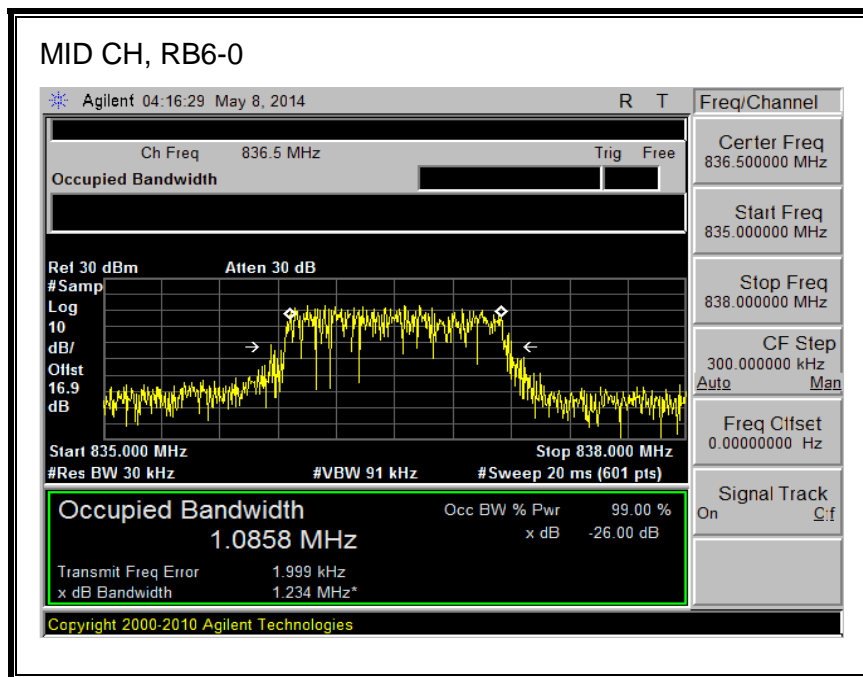 MID CH, RB6-0
Agilent 04:16:29 May 8, 2014 R T
Freq/Channel
Ch Freq 836.5 MHz Trig Free
Occupied Bandwidth
Center Freq
836.500000 MHz
Start Freq
835.000000 MHz
Stop Freq
838.000000 MHz
CF Step
300.000000 kHz
Auto Man
Freq Offset
0.00000000 Hz
Signal Track
On Off
Ref 30 dBm Atten 30 dB
#Samp
Log
10
dB/
Offst
16.9
dB
Start 835.000 MHz Stop 838.000 MHz
#Res BW 30 kHz #VBW 91 kHz #Sweep 20 ms (601 pts)
Occupied Bandwidth Occ BW % Pwr 99.00 %
1.0858 MHz x dB -26.00 dB
Transmit Freq Error 1.999 kHz
x dB Bandwidth 1.234 MHz*
Copyright 2000-2010 Agilent Technologies